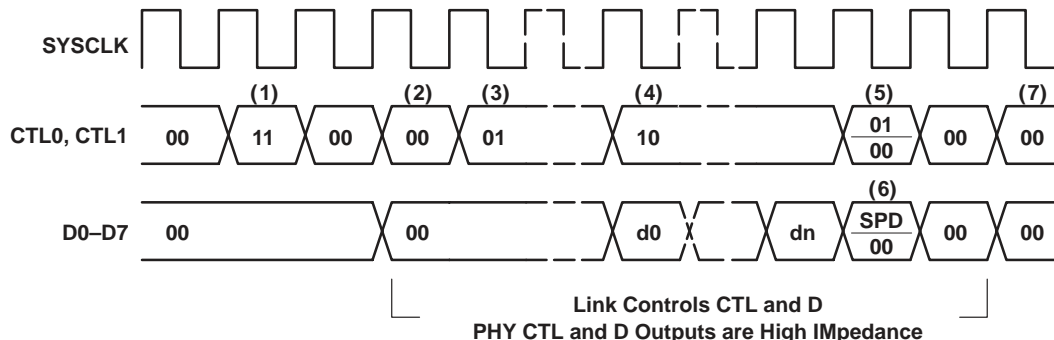 SYSCLK
(1) (2) (3) (4) (5) (7)
CTL0, CTL1 00 11 00 00 01 10 01 00 00 00
(6)
D0–D7 00 00 d0 dn SPD 00 00 00
Link Controls CTL and D
PHY CTL and D Outputs are High IMpedance